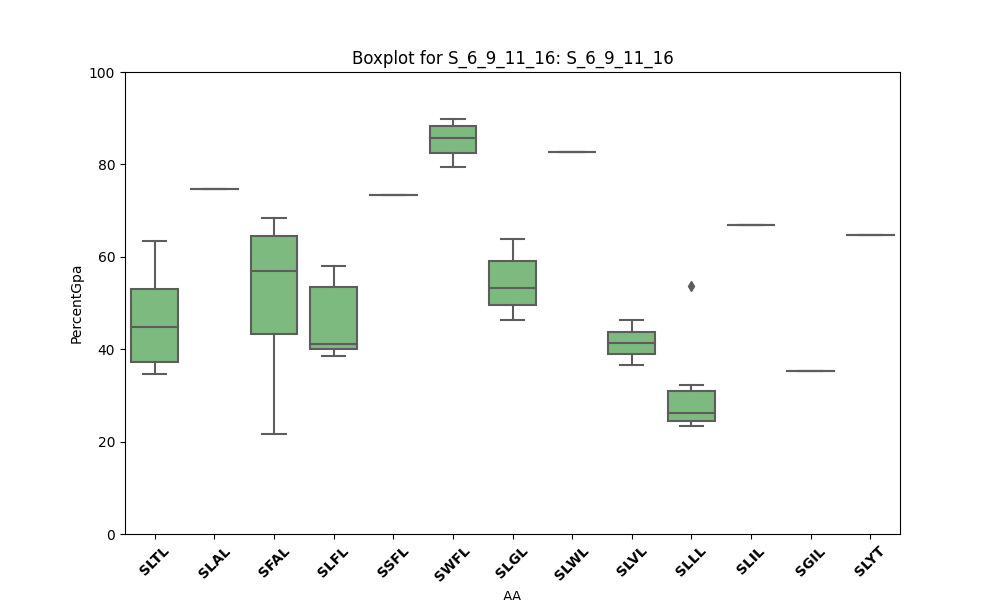 Boxplot for S_6_9_11_16: S_6_9_11_16
100
80
60
40
20
0
PercentGpa
SLTL
SLAL
SFAL
SLFL
SSFL
SWFL
SLGL
SLWL
SLVL
SLLL
SLIL
SGIL
SLYT
AA